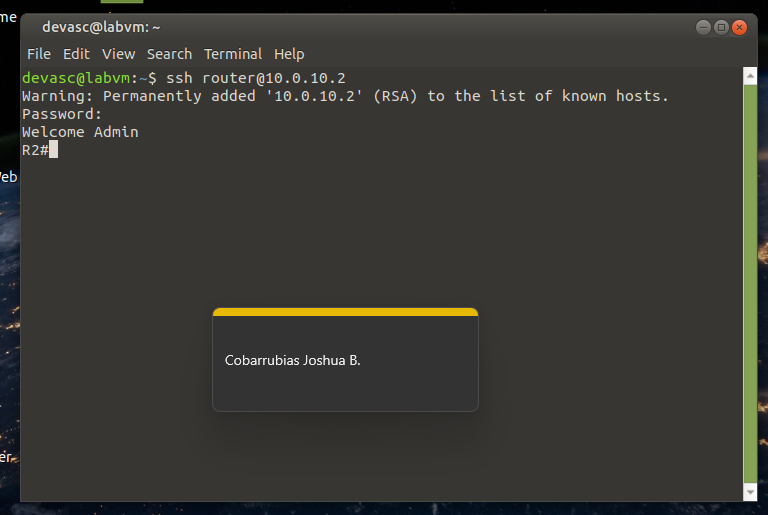 me
devasc@labvm: ~
File Edit View Search Terminal Help
devasc@labvm:~$ ssh router@10.0.10.2
Warning: Permanently added '10.0.10.2' (RSA) to the list of known hosts.
Password:
Welcome Admin
R2#
eb
Cobarrubias Joshua B.
er